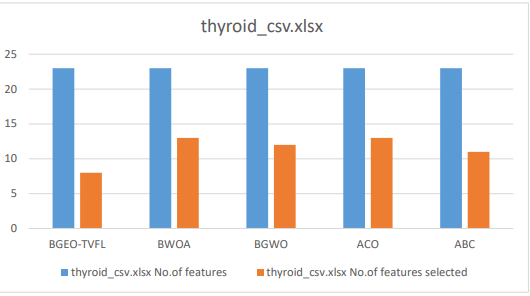 thyroid_csv.xlsx
25
20
15
10
5
0
BGEO-TVFL BWOA BGWO ACO ABC
thyroid_csv.xlsx No.of features thyroid_csv.xlsx No.of features selected